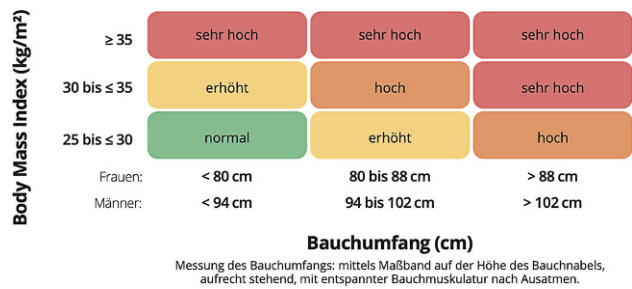 Body Mass Index (kg/m²)
≥ 35 sehr hoch sehr hoch sehr hoch
30 bis ≤ 35 erhöht hoch sehr hoch
25 bis ≤ 30 normal erhöht hoch
Frauen: < 80 cm 80 bis 88 cm > 88 cm
Männer: < 94 cm 94 bis 102 cm > 102 cm
Bauchumfang (cm)
Messung des Bauchumfangs: mittels Maßband auf der Höhe des Bauchnabels,
aufrecht stehend, mit entspannter Bauchmuskulatur nach Ausatmen.